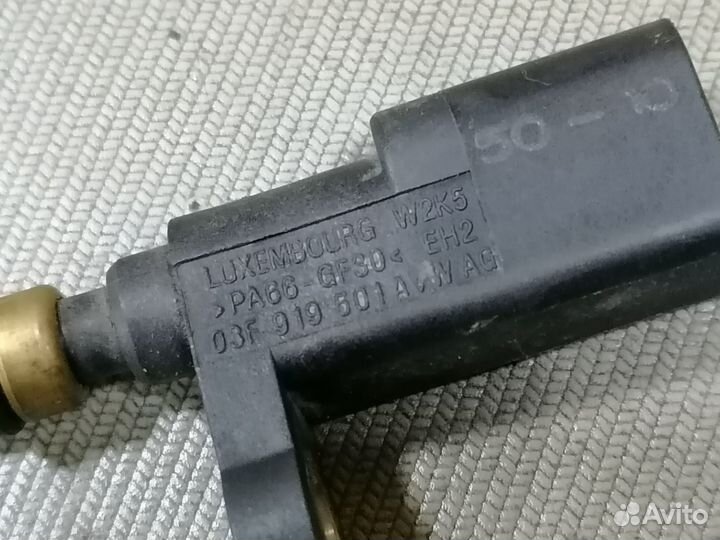 50-10
LUXEMBOURG W2K5
>PA66-GF30< EH2
03F 919 501 A VW AG
Avito